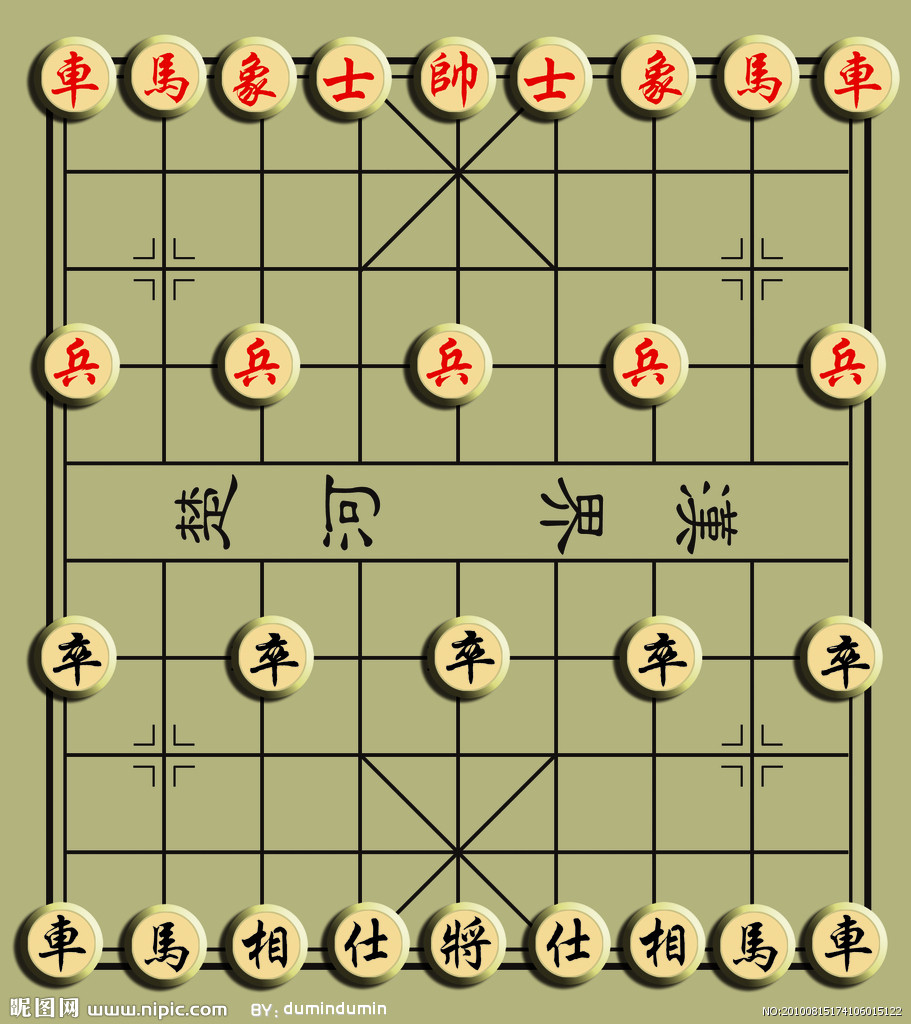 車 馬 象 士 帥 士 象 馬 車
兵 兵 兵 兵 兵
楚 河 界 漢
卒 卒 卒 卒 卒
車 馬 相 仕 將 仕 相 馬 車
昵图网 www.nipic.com BY: dumindumin NO:20100815174106015122